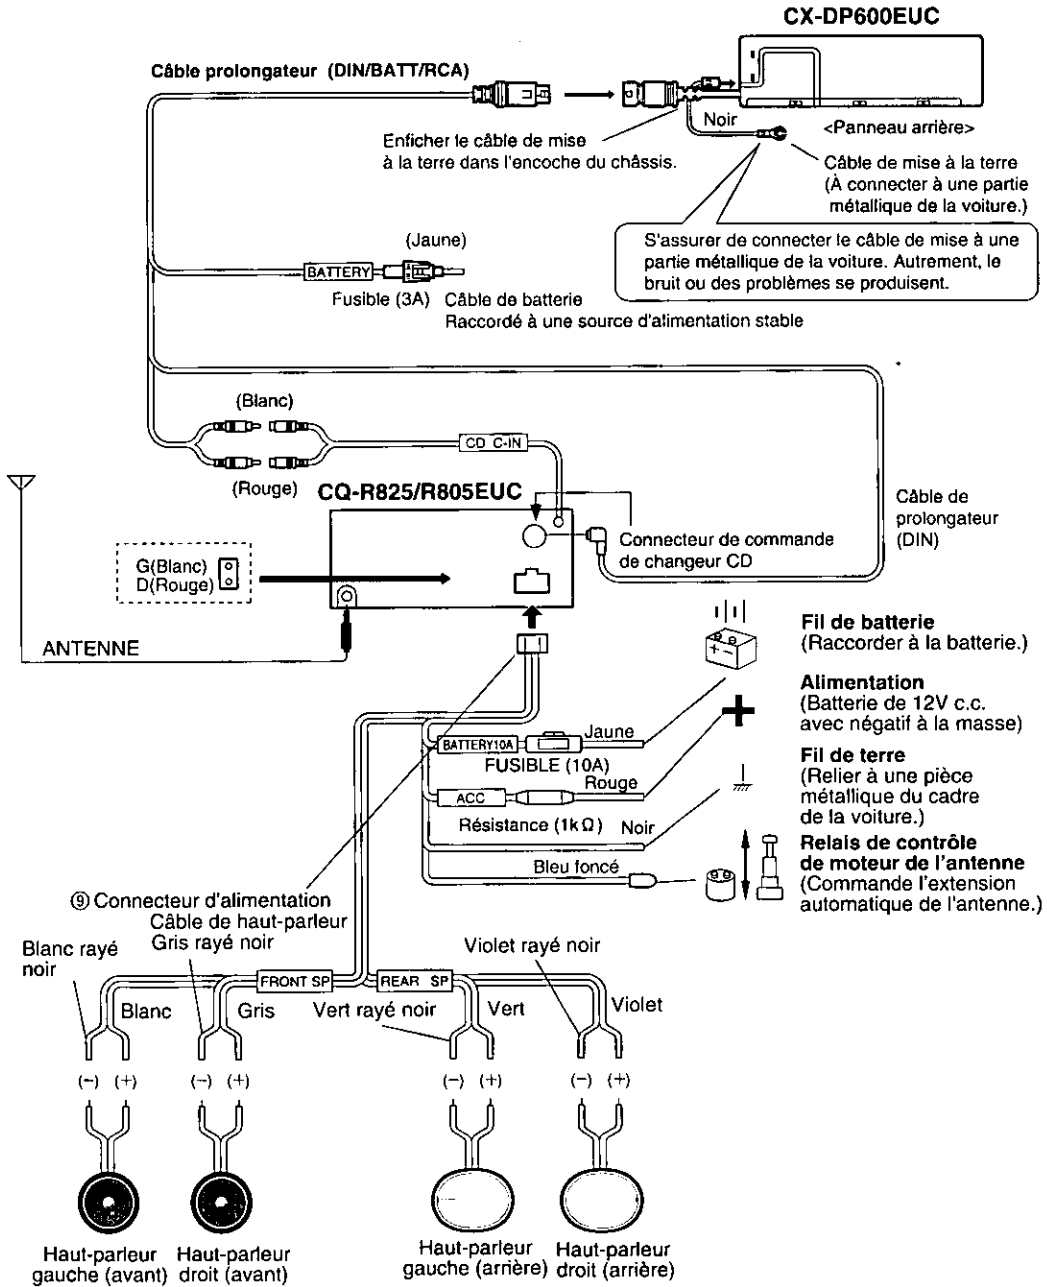 CX-DP600EUC
Câble prolongateur (DIN/BATT/RCA)
Noir
<Panneau arrière>
Enficher le câble de mise
à la terre dans l'encoche du châssis.
Câble de mise à la terre
(À connecter à une partie
métallique de la voiture.)
S'assurer de connecter le câble de mise à une
partie métallique de la voiture. Autrement, le
bruit ou des problèmes se produisent.
(Jaune)
BATTERY
Fusible (3A)
Câble de batterie
Raccordé à une source d'alimentation stable
(Blanc)
CD C-IN
(Rouge)
CQ-R825/R805EUC
Câble de
prolongateur
(DIN)
Connecteur de commande
de changeur CD
G(Blanc)
D(Rouge)
ANTENNE
Fil de batterie
(Raccorder à la batterie.)
Alimentation
(Batterie de 12V c.c.
avec négatif à la masse)
Jaune
BATTERY10A
FUSIBLE (10A)
Rouge
ACC
Résistance (1kΩ)
Noir
Fil de terre
(Relier à une pièce
métallique du cadre
de la voiture.)
Bleu foncé
Relais de contrôle
de moteur de l'antenne
(Commande l'extension
automatique de l'antenne.)
⑨ Connecteur d'alimentation
Câble de haut-parleur
Gris rayé noir
Blanc rayé
noir
Violet rayé noir
FRONT SP
REAR SP
Blanc
Gris
Vert rayé noir
Vert
Violet
(−) (+) (−) (+) (−) (+) (−) (+)
Haut-parleur
gauche (avant)
Haut-parleur
droit (avant)
Haut-parleur
gauche (arrière)
Haut-parleur
droit (arrière)